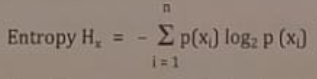 n
Entropy Hₓ = - Σ p(xᵢ) log₂ p (xᵢ)
i = 1